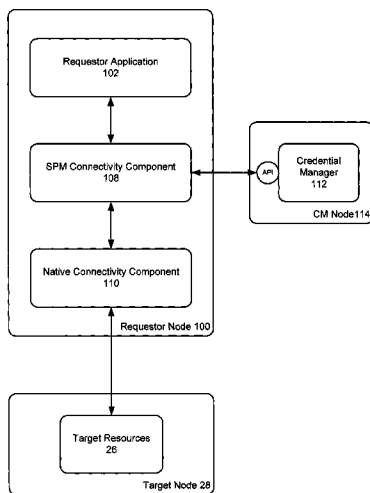 Requestor Application
102
SPM Connectivity Component
108
API
Credential
Manager
112
CM Node114
Native Connectivity Component
110
Requestor Node 100
Target Resources
26
Target Node 28